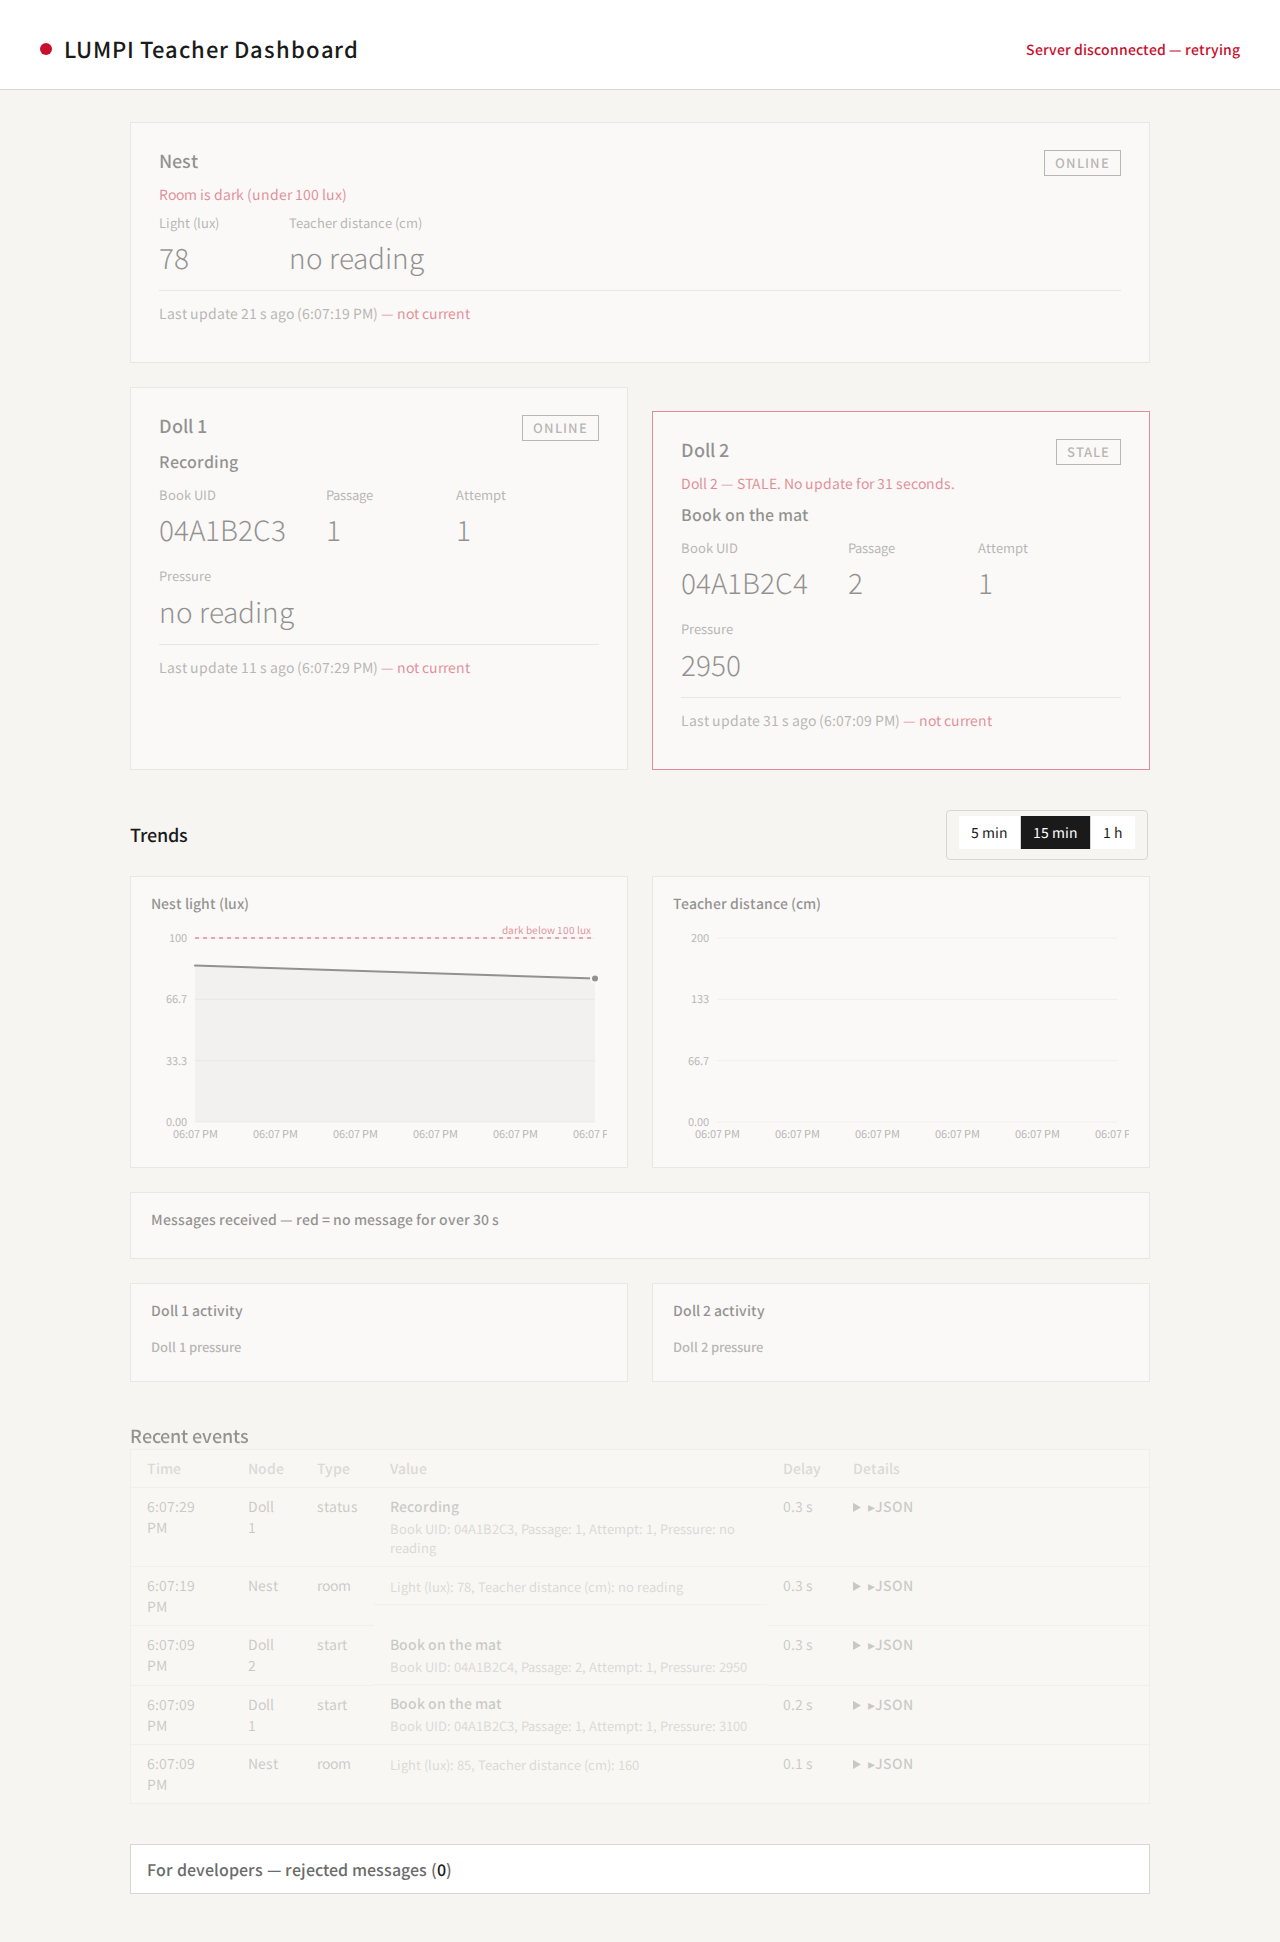 LUMPI Teacher Dashboard
Server disconnected — retrying
Nest
ONLINE
Room is dark (under 100 lux)
Light (lux) Teacher distance (cm)
78 no reading
Last update 21 s ago (6:07:19 PM) — not current
Doll 1
ONLINE
Recording
Book UID Passage Attempt
04A1B2C3 1 1
Pressure
no reading
Last update 11 s ago (6:07:29 PM) — not current
Doll 2
STALE
Doll 2 — STALE. No update for 31 seconds.
Book on the mat
Book UID Passage Attempt
04A1B2C4 2 1
Pressure
2950
Last update 31 s ago (6:07:09 PM) — not current
Trends
5 min 15 min 1 h
Nest light (lux)
dark below 100 lux
100
66.7
33.3
0.00
06:07 PM 06:07 PM 06:07 PM 06:07 PM 06:07 PM 06:07 P
Teacher distance (cm)
200
133
66.7
0.00
06:07 PM 06:07 PM 06:07 PM 06:07 PM 06:07 PM 06:07 P
Messages received — red = no message for over 30 s
Doll 1 activity
Doll 1 pressure
Doll 2 activity
Doll 2 pressure
Recent events
Time Node Type Value Delay Details
6:07:29 Doll status Recording 0.3 s ▶ ▸JSON
PM 1 Book UID: 04A1B2C3, Passage: 1, Attempt: 1, Pressure: no
reading
6:07:19 Nest room Light (lux): 78, Teacher distance (cm): no reading 0.3 s ▶ ▸JSON
PM
6:07:09 Doll start Book on the mat 0.3 s ▶ ▸JSON
PM 2 Book UID: 04A1B2C4, Passage: 2, Attempt: 1, Pressure: 2950
6:07:09 Doll start Book on the mat 0.2 s ▶ ▸JSON
PM 1 Book UID: 04A1B2C3, Passage: 1, Attempt: 1, Pressure: 3100
6:07:09 Nest room Light (lux): 85, Teacher distance (cm): 160 0.1 s ▶ ▸JSON
PM
For developers — rejected messages (0)